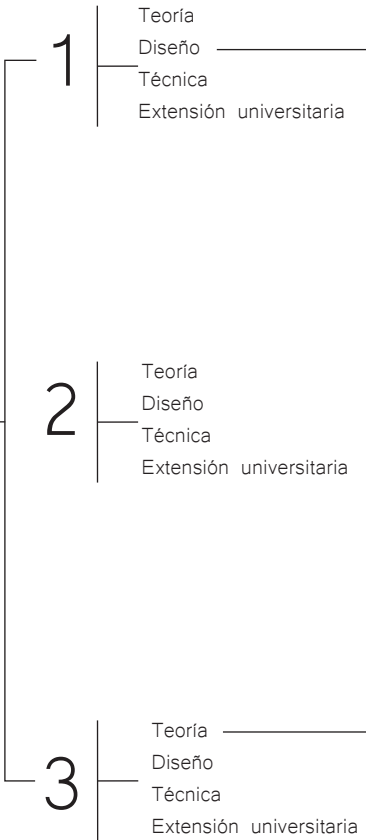 1
Teoría
Diseño
Técnica
Extensión universitaria
2
Teoría
Diseño
Técnica
Extensión universitaria
3
Teoría
Diseño
Técnica
Extensión universitaria